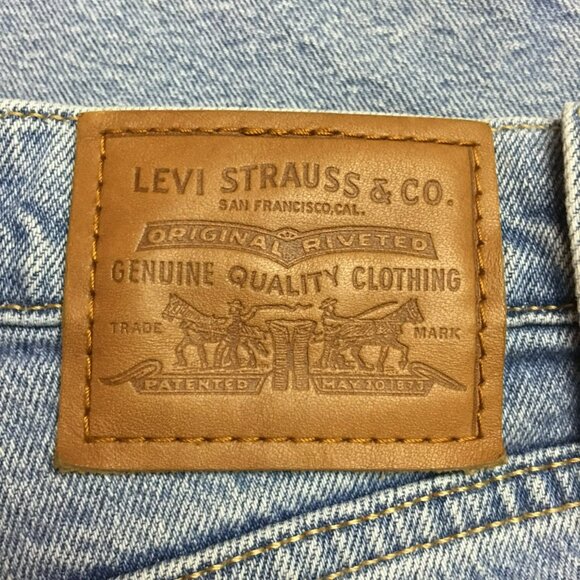 LEVI STRAUSS & CO.
SAN FRANCISCO, CAL.
ORIGINAL RIVETED
GENUINE QUALITY CLOTHING
TRADE MARK
PATENTED MAY 20 1873